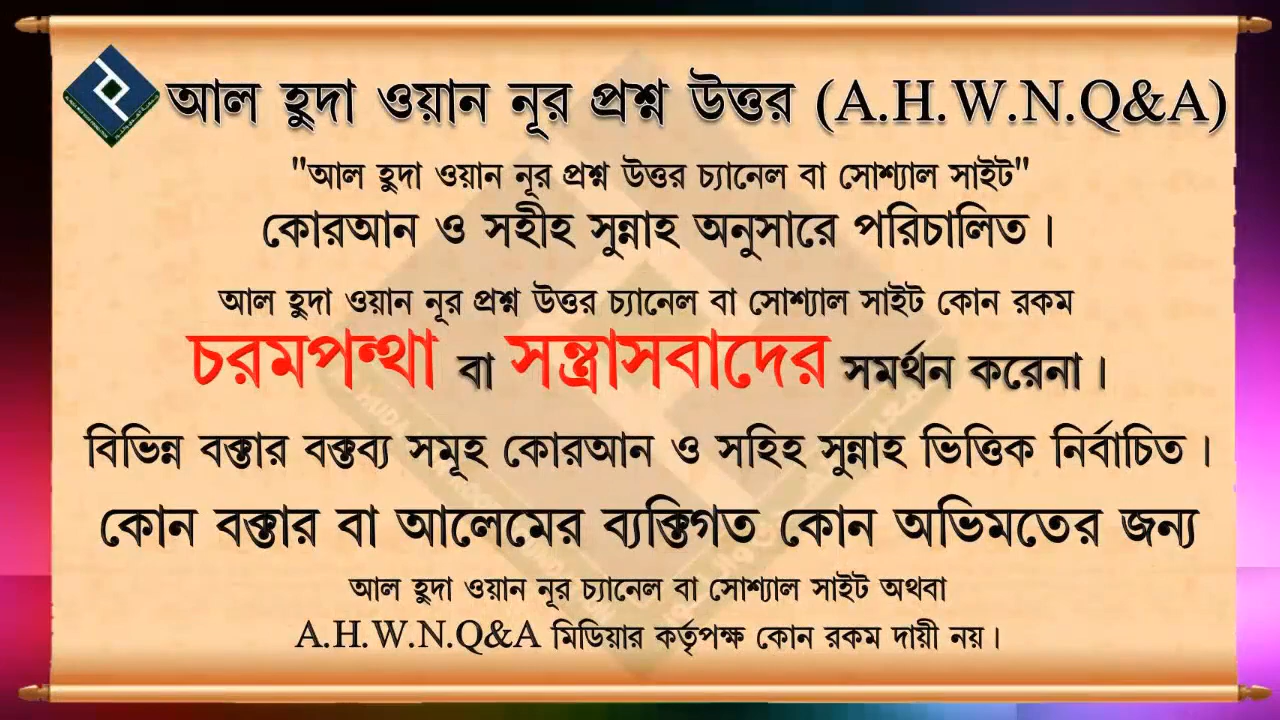 আল হুদা ওয়ান নূর প্রশ্ন উত্তর (A.H.W.N.Q&A)
"আল হুদা ওয়ান নূর প্রশ্ন উত্তর চ্যানেল বা সোশ্যাল সাইট"
কোরআন ও সহীহ সুন্নাহ অনুসারে পরিচালিত।
আল হুদা ওয়ান নূর প্রশ্ন উত্তর চ্যানেল বা সোশ্যাল সাইট কোন রকম
চরমপন্থা বা সন্ত্রাসবাদের সমর্থন করেনা।
বিভিন্ন বক্তার বক্তব্য সমূহ কোরআন ও সহিহ সুন্নাহ ভিত্তিক নির্বাচিত।
কোন বক্তার বা আলেমের ব্যক্তিগত কোন অভিমতের জন্য
আল হুদা ওয়ান নূর চ্যানেল বা সোশ্যাল সাইট অথবা
A.H.W.N.Q&A মিডিয়ার কর্তৃপক্ষ কোন রকম দায়ী নয়।